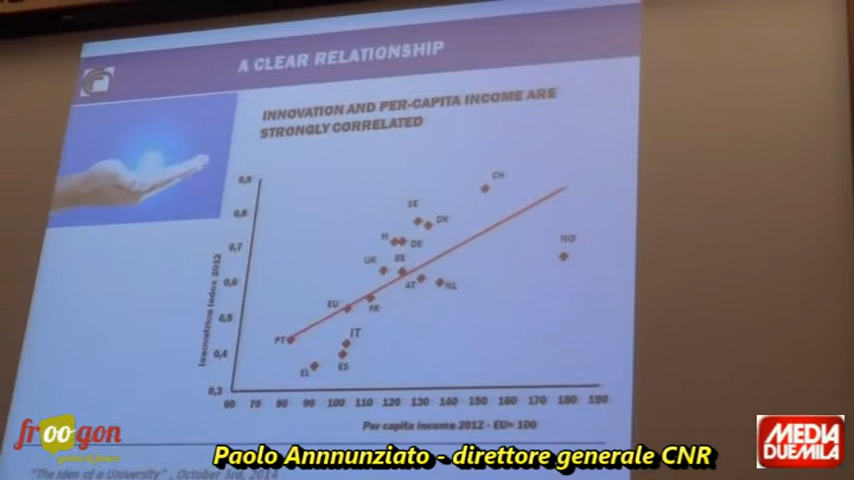 A CLEAR RELATIONSHIP
INNOVATION AND PER-CAPITA INCOME ARE
STRONGLY CORRELATED
Innovation Index 2012
0,9
0,8
0,7
0,6
0,5
0,4
0,3
CH
SE
DK
FI
DE
NO
UK
BE
AT
NL
EU
FR
PT
IT
EL
ES
60 70 80 90 100 110 120 130 140 150 160 170 180 190
Per capita income 2012 - EU= 100
froogon
Paolo Annnunziato - direttore generale CNR
MEDIA
DUEMILA
"The Idea of a University" , October 3rd, 2014